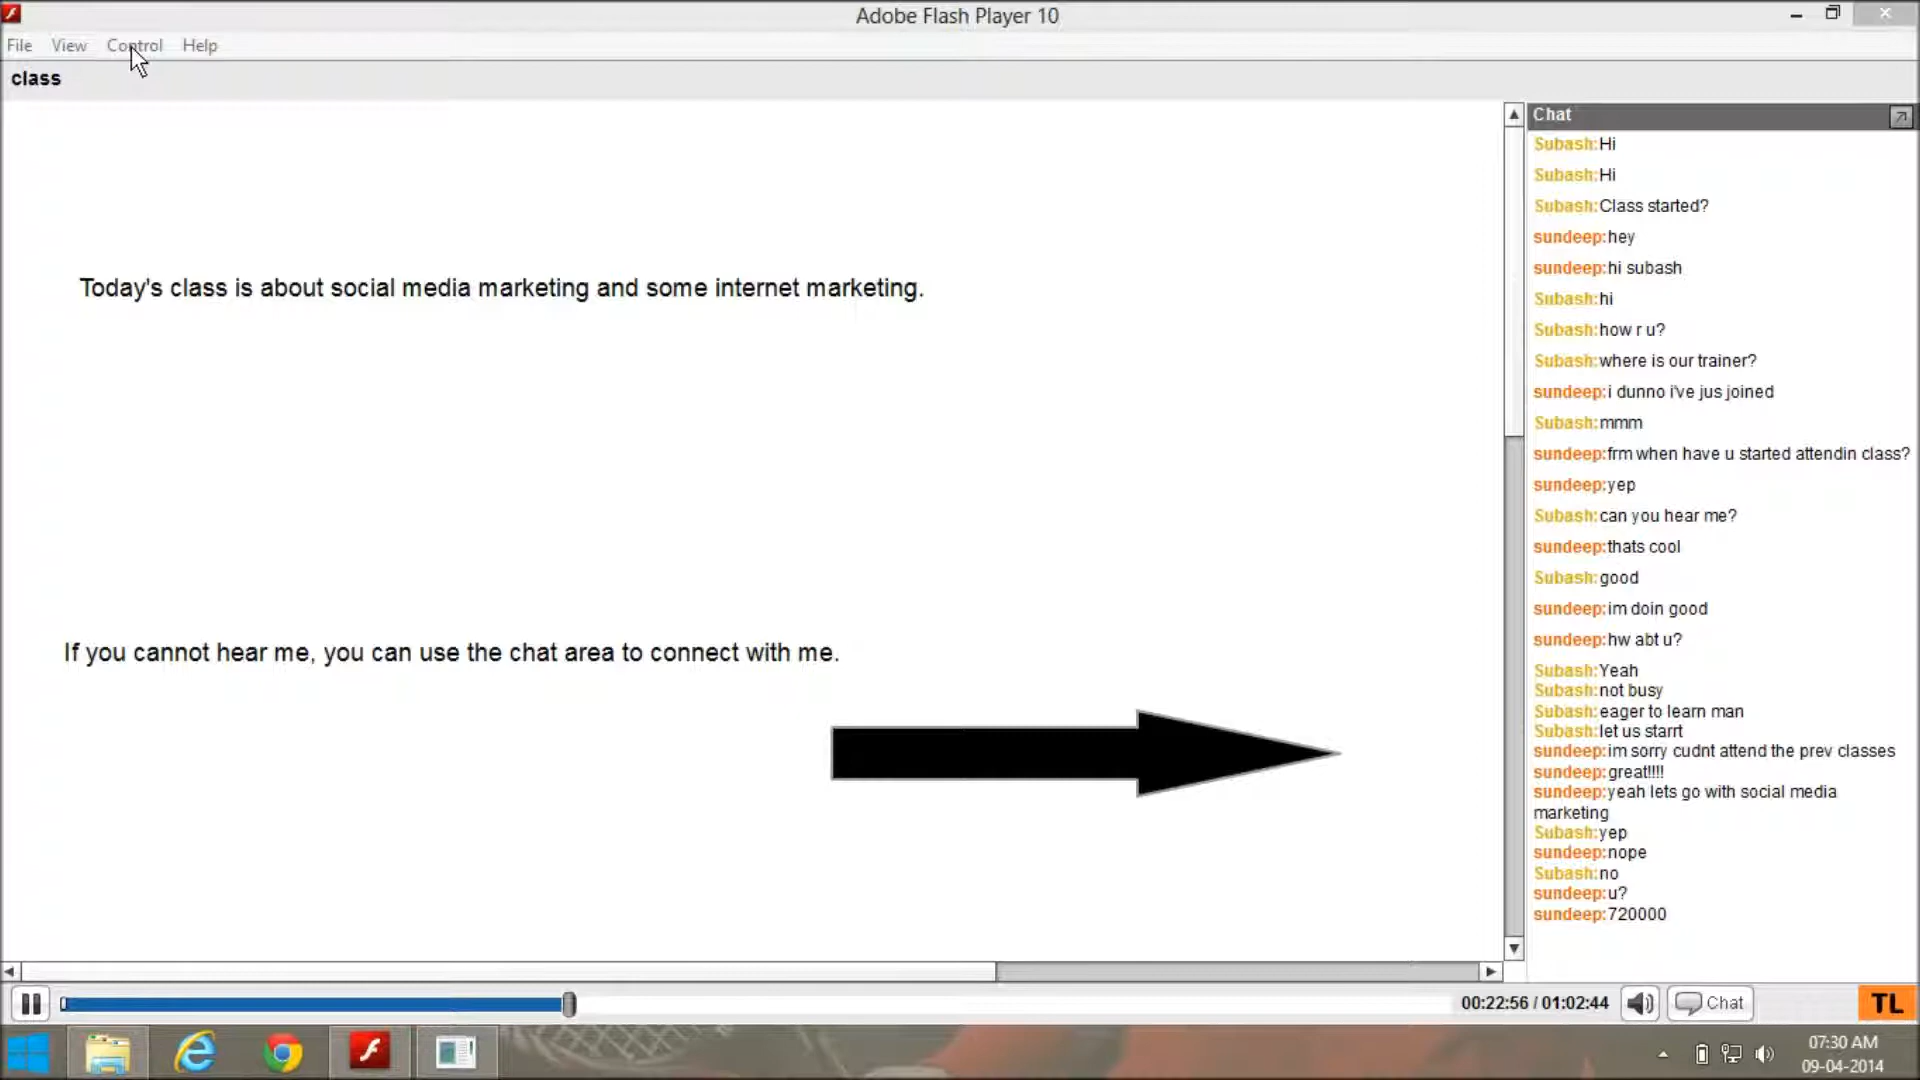 Adobe Flash Player 10
File View Control Help
class
Today's class is about social media marketing and some internet marketing.
If you cannot hear me, you can use the chat area to connect with me.
Chat
Subash:Hi
Subash:Hi
Subash:Class started?
sundeep:hey
sundeep:hi subash
Subash:hi
Subash:how r u?
Subash:where is our trainer?
sundeep:i dunno i've jus joined
Subash:mmm
sundeep:frm when have u started attendin class?
sundeep:yep
Subash:can you hear me?
sundeep:thats cool
Subash:good
sundeep:im doin good
sundeep:hw abt u?
Subash:Yeah
Subash:not busy
Subash:eager to learn man
Subash:let us starrt
sundeep:im sorry cudnt attend the prev classes
sundeep:great!!!!
sundeep:yeah lets go with social media
marketing
Subash:yep
sundeep:nope
Subash:no
sundeep:u?
sundeep:720000
00:22:56 / 01:02:44
Chat
TL
07:30 AM
09-04-2014